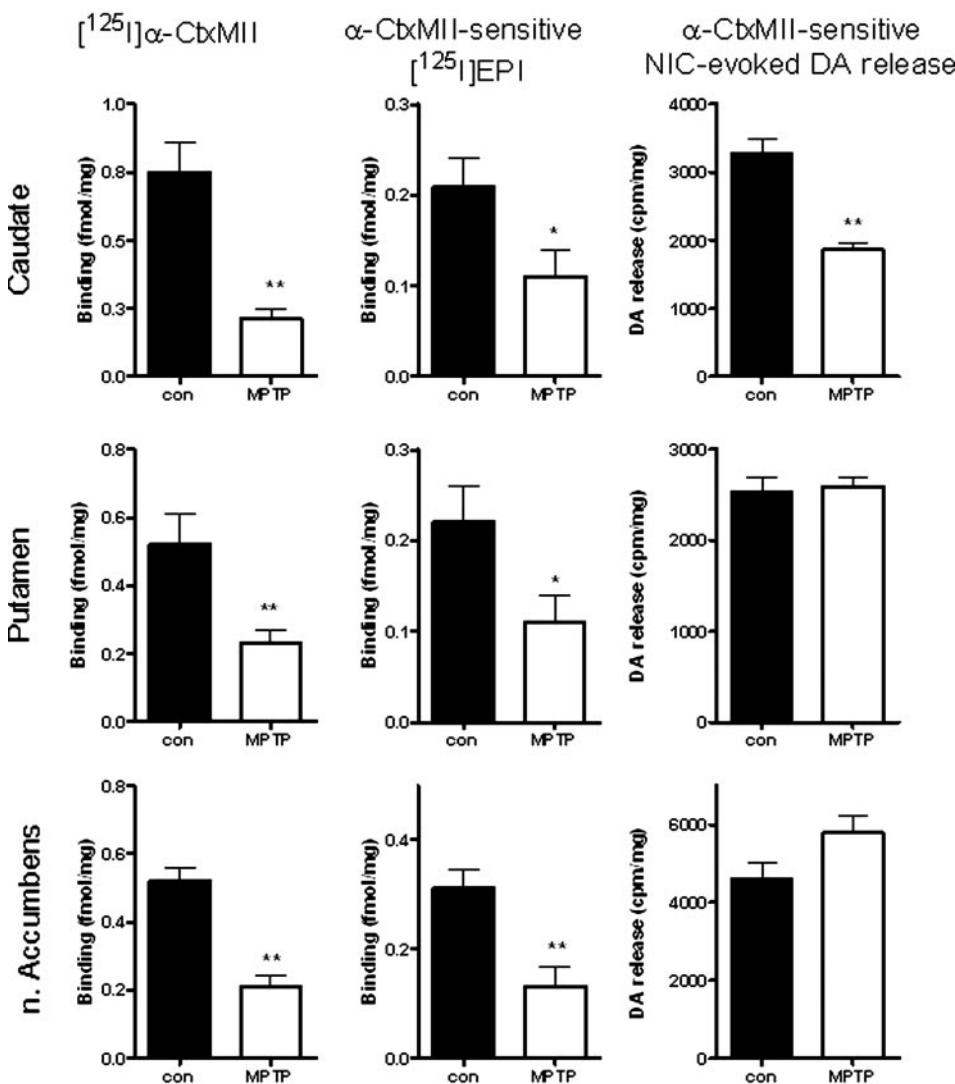 [¹²⁵I]α-CtxMII
α-CtxMII-sensitive
[¹²⁵I]EPI
α-CtxMII-sensitive
NIC-evoked DA release
Caudate
Binding (fmol/mg)
1.0
0.8
0.5
0.3
0.0
**
con
MPTP
Binding (fmol/mg)
0.3
0.2
0.1
0.0
*
con
MPTP
DA release (cpm/mg)
4000
3000
2000
1000
0
**
con
MPTP
Putamen
Binding (fmol/mg)
0.8
0.6
0.4
0.2
0.0
**
con
MPTP
Binding (fmol/mg)
0.3
0.2
0.1
0.0
*
con
MPTP
DA release (cpm/mg)
3000
2000
1000
0
con
MPTP
n. Accumbens
Binding (fmol/mg)
0.8
0.6
0.4
0.2
0.0
**
con
MPTP
Binding (fmol/mg)
0.4
0.2
0.0
**
con
MPTP
DA release (cpm/mg)
6000
4000
2000
0
con
MPTP